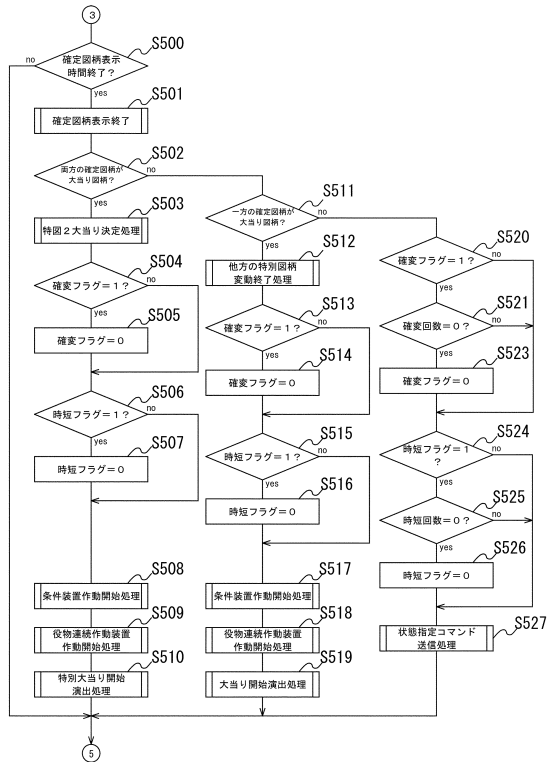 3
S500
確定図柄表示
時間終了？
no
yes
S501
確定図柄表示終了
S502
両方の確定図柄が
大当り図柄？
no
yes
S503
特図２大当り決定処理
S504
確変フラグ＝１？
no
yes
S505
確変フラグ＝０
S506
時短フラグ＝１？
no
yes
S507
時短フラグ＝０
S508
条件装置作動開始処理
S509
役物連続作動装置
作動開始処理
S510
特別大当り開始
演出処理
S511
一方の確定図柄が
大当り図柄？
no
yes
S512
他方の特別図柄
変動終了処理
S513
確変フラグ＝１？
no
yes
S514
確変フラグ＝０
S515
時短フラグ＝１？
no
yes
S516
時短フラグ＝０
S517
条件装置作動開始処理
S518
役物連続作動装置
作動開始処理
S519
大当り開始演出処理
S520
確変フラグ＝１？
no
yes
S521
確変回数＝０？
no
yes
S523
確変フラグ＝０
S524
時短フラグ＝１
？
no
yes
S525
時短回数＝０？
no
yes
S526
時短フラグ＝０
S527
状態指定コマンド
送信処理
5